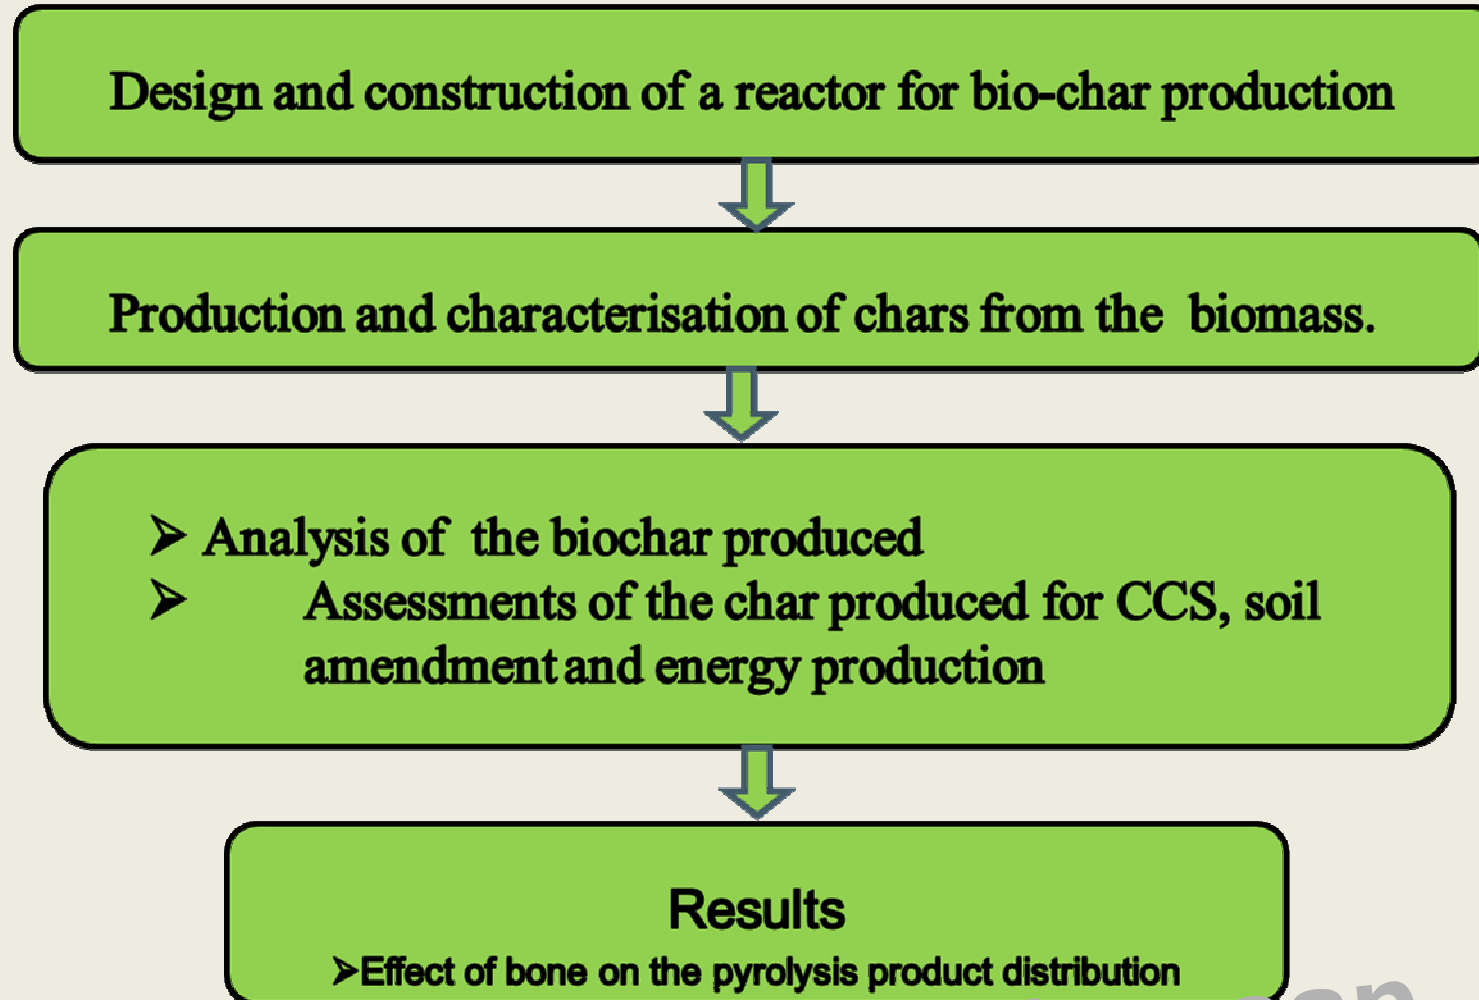 Design and construction of a reactor for bio-char production
Production and characterisation of chars from the biomass.
➢ Analysis of the biochar produced
➢ Assessments of the char produced for CCS, soil
amendment and energy production
Results
➢Effect of bone on the pyrolysis product distribution